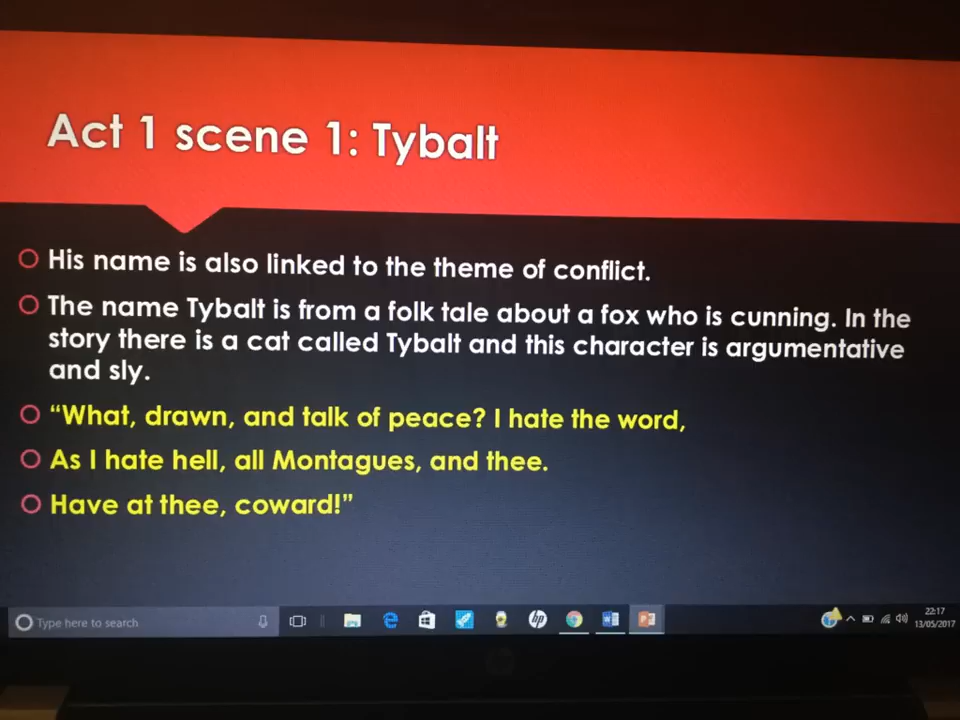 Act 1 scene 1: Tybalt
His name is also linked to the theme of conflict.
The name Tybalt is from a folk tale about a fox who is cunning. In the
story there is a cat called Tybalt and this character is argumentative
and sly.
“What, drawn, and talk of peace? I hate the word,
As I hate hell, all Montagues, and thee.
Have at thee, coward!”
Type here to search
hp
22:17
13/05/2017